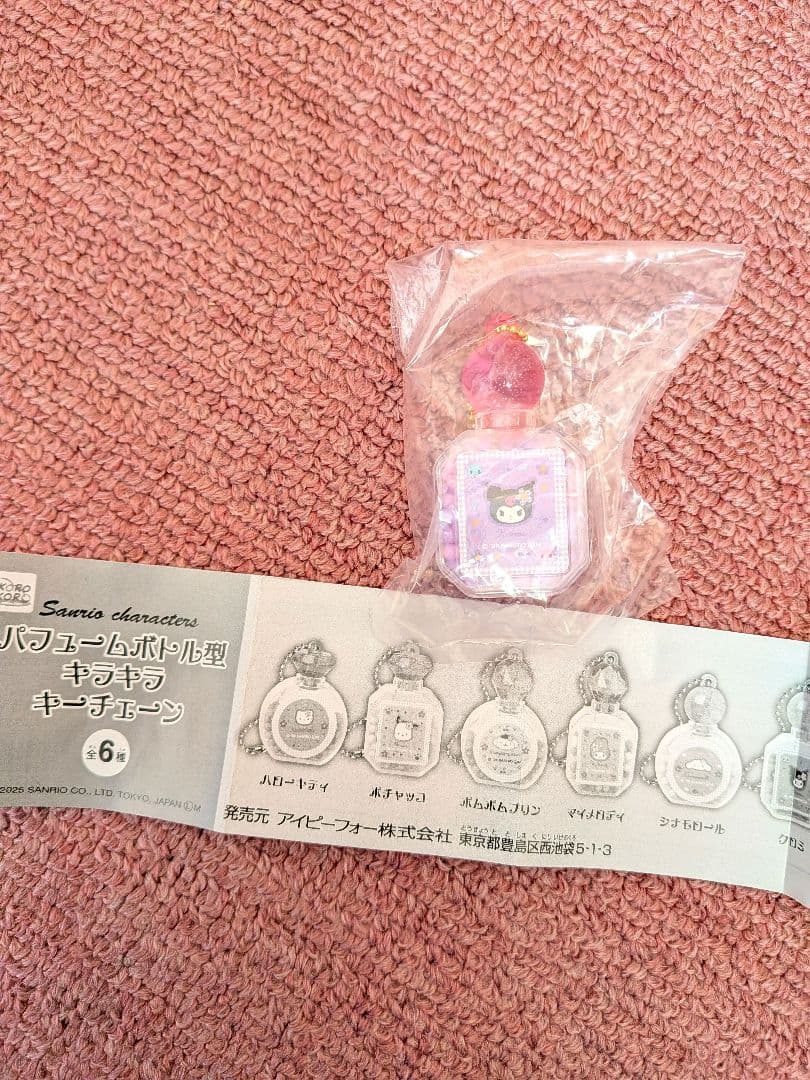 KORO
KORO
Sanrio characters
パフュームボトル型
キラキラ
キーチェーン
全6種
2025 SANRIO CO., LTD. TOKYO, JAPAN Ⓛ M
ハローキティ
ポチャッコ
ポムポムプリン
マイメロディ
シナモロール
クロミ
発売元 アイピーフォー株式会社 東京都豊島区西池袋5-1-3